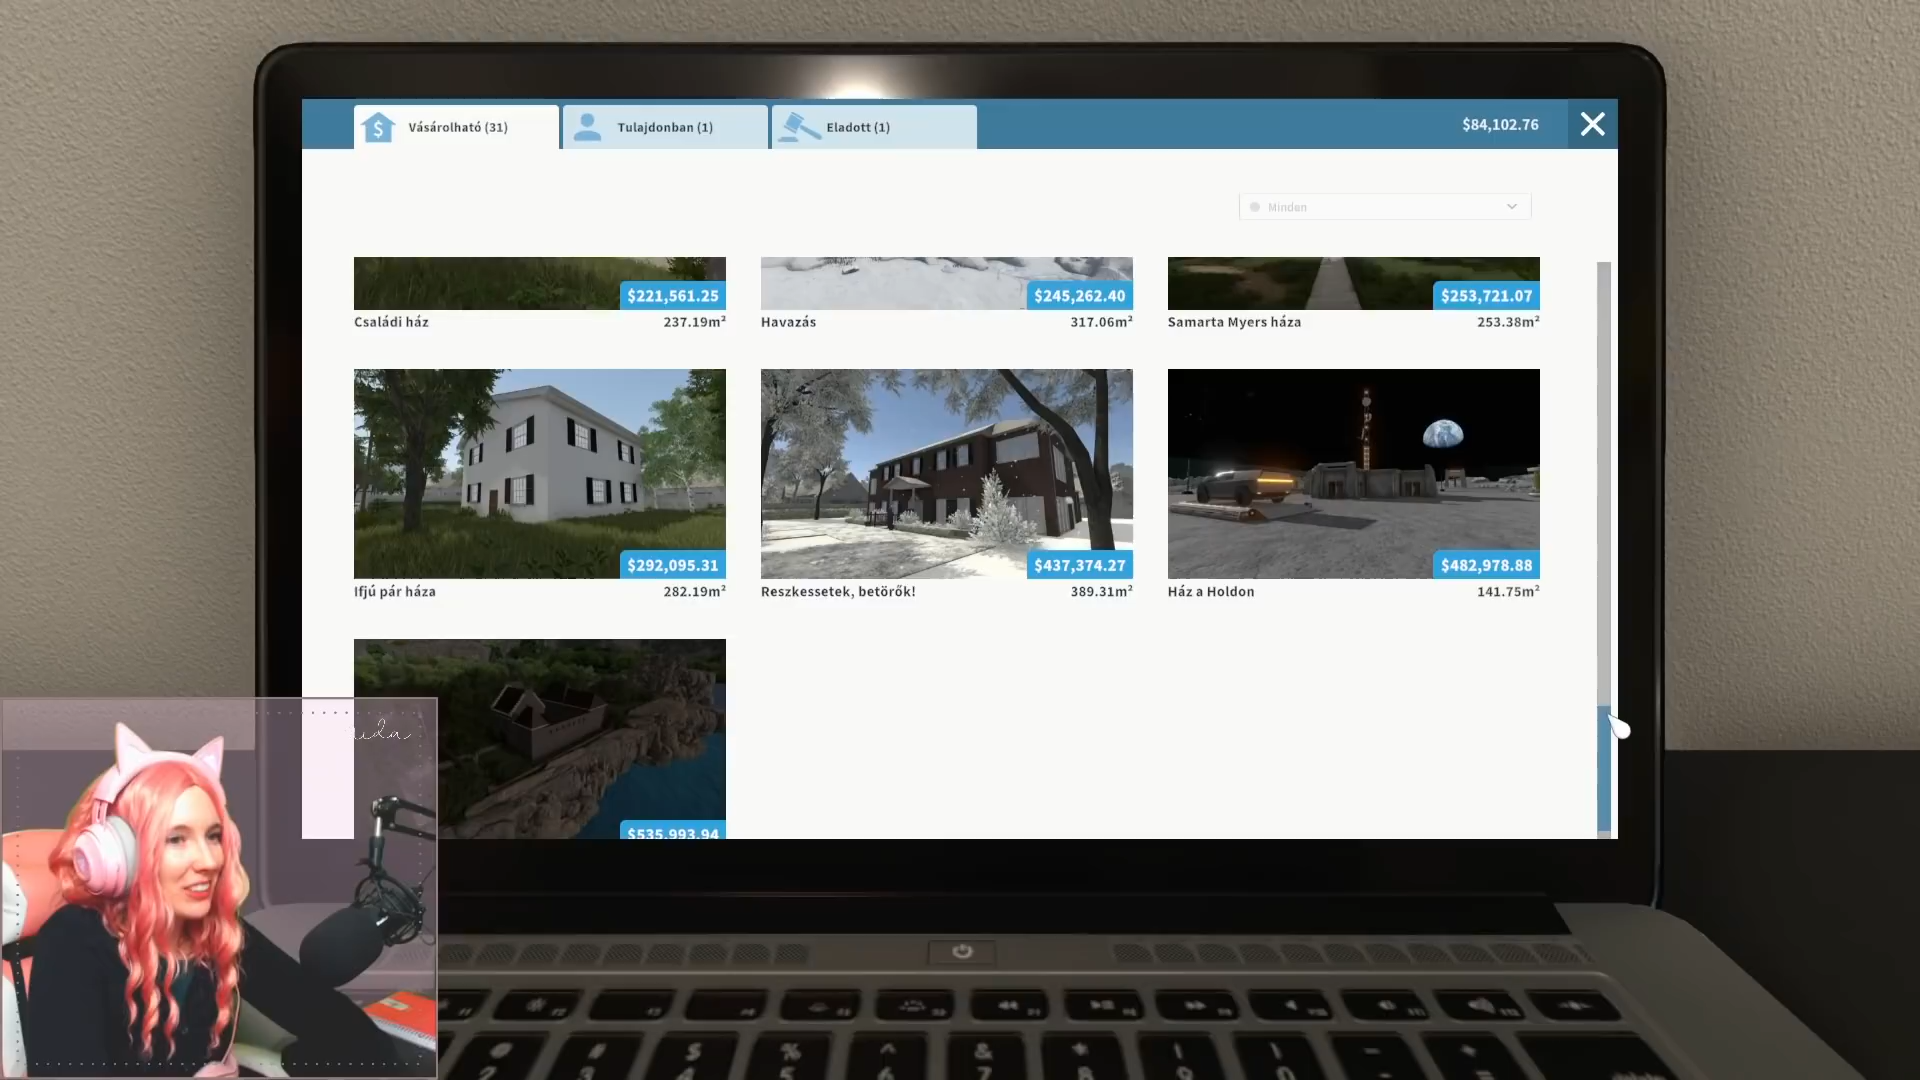 Vásárolható (31)
Tulajdonban (1)
Eladott (1)
$84,102.76
Minden
$221,561.25
$245,262.40
$253,721.07
Családi ház
237.19m²
Havazás
317.06m²
Samarta Myers háza
253.38m²
$292,095.31
$437,374.27
$482,978.88
Ifjú pár háza
282.19m²
Reszkessetek, betörők!
389.31m²
Ház a Holdon
141.75m²
$535,993.94